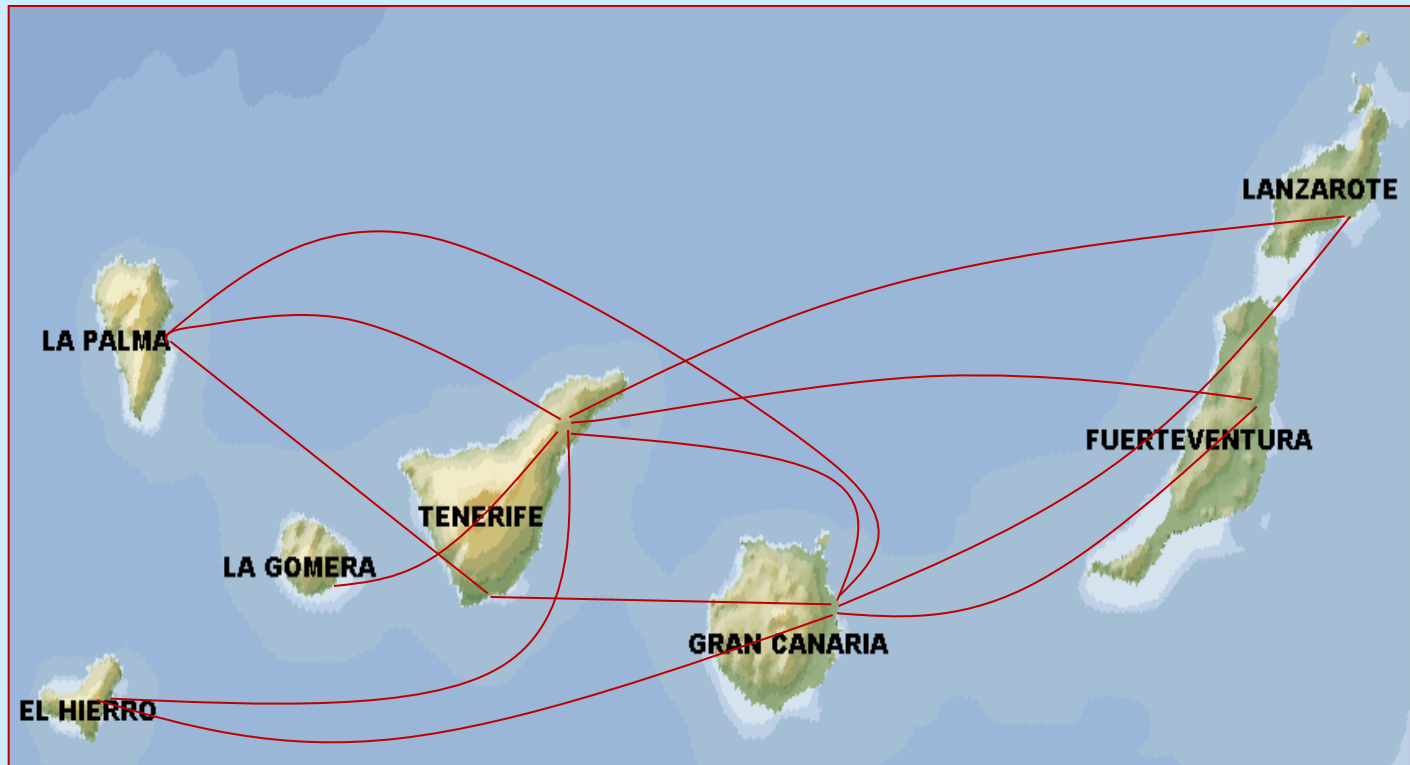 LANZAROTE
LA PALMA
FUERTEVENTURA
TENERIFE
LA GOMERA
GRAN CANARIA
EL HIERRO